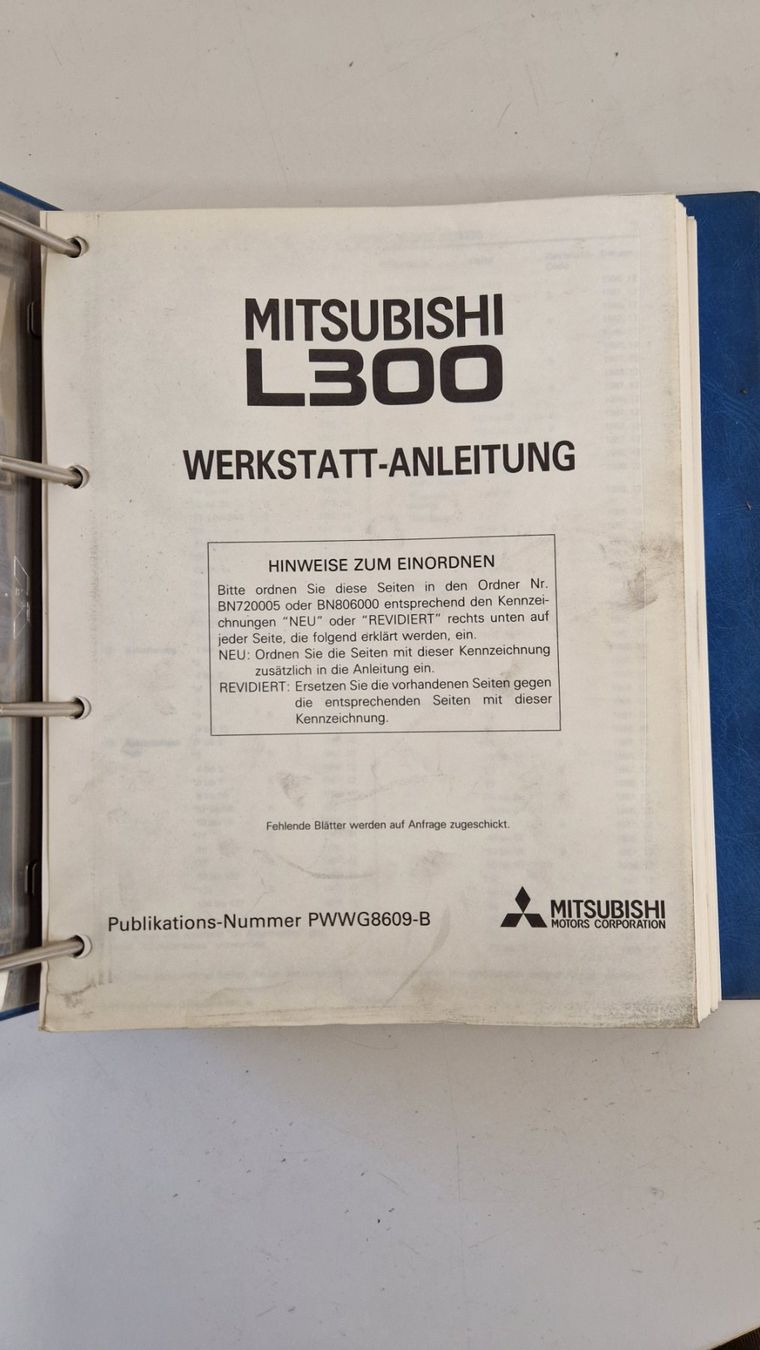 MITSUBISHI
L300
WERKSTATT-ANLEITUNG
HINWEISE ZUM EINORDNEN
Bitte ordnen Sie diese Seiten in den Ordner Nr.
BN720005 oder BN806000 entsprechend den Kennzei-
chnungen "NEU" oder "REVIDIERT" rechts unten auf
jeder Seite, die folgend erklärt werden, ein.
NEU: Ordnen Sie die Seiten mit dieser Kennzeichnung
zusätzlich in die Anleitung ein.
REVIDIERT: Ersetzen Sie die vorhandenen Seiten gegen
die entsprechenden Seiten mit dieser
Kennzeichnung.
Fehlende Blätter werden auf Anfrage zugeschickt.
Publikations-Nummer PWWG8609-B
MITSUBISHI
MOTORS CORPORATION